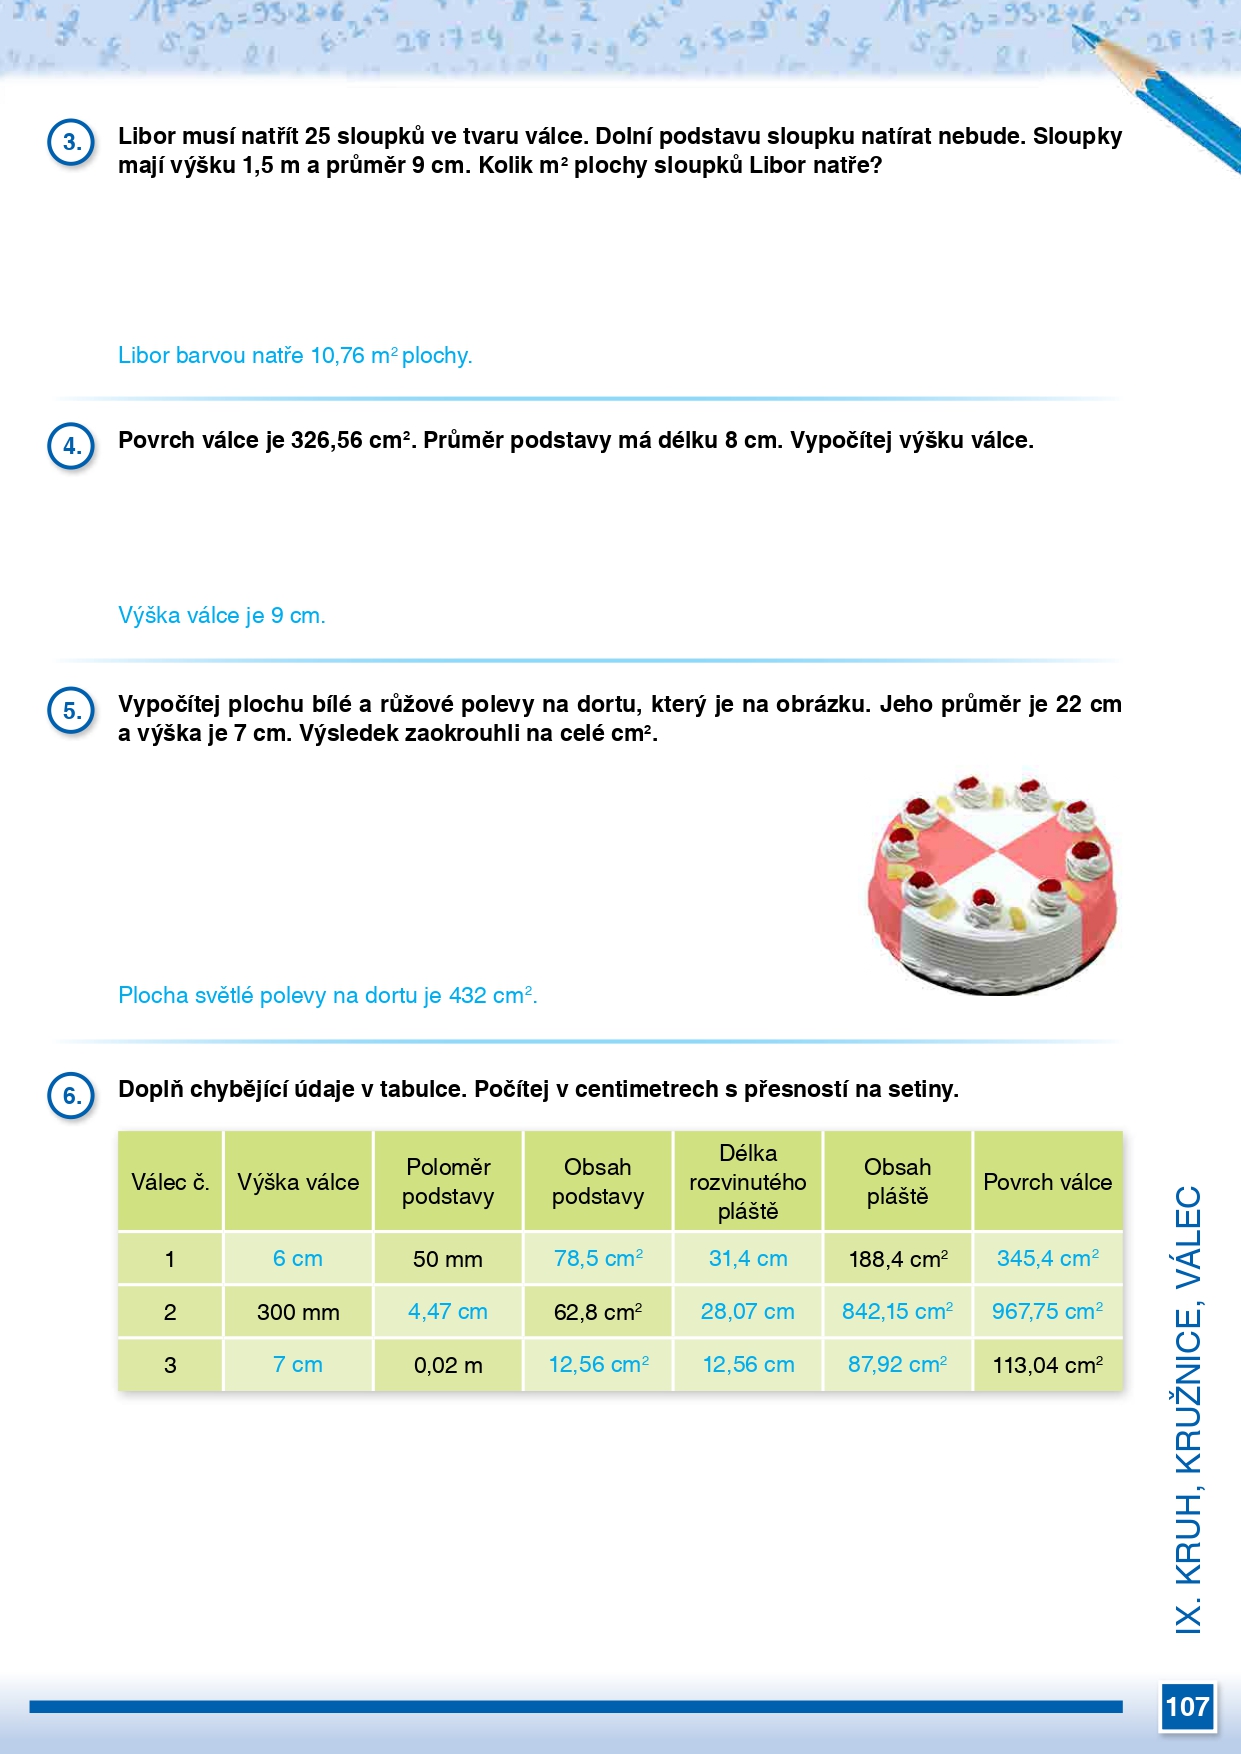 3.
Libor musí natřít 25 sloupků ve tvaru válce. Dolní podstavu sloupku natírat nebude. Sloupky
mají výšku 1,5 m a průměr 9 cm. Kolik m² plochy sloupků Libor natře?
Libor barvou natře 10,76 m² plochy.
4.
Povrch válce je 326,56 cm². Průměr podstavy má délku 8 cm. Vypočítej výšku válce.
Výška válce je 9 cm.
5.
Vypočítej plochu bílé a růžové polevy na dortu, který je na obrázku. Jeho průměr je 22 cm
a výška je 7 cm. Výsledek zaokrouhli na celé cm².
Plocha světlé polevy na dortu je 432 cm².
6.
Doplň chybějící údaje v tabulce. Počítej v centimetrech s přesností na setiny.
Válec č. Výška válce Poloměr podstavy Obsah podstavy Délka rozvinutého pláště Obsah pláště Povrch válce
1 6 cm 50 mm 78,5 cm² 31,4 cm 188,4 cm² 345,4 cm²
2 300 mm 4,47 cm 62,8 cm² 28,07 cm 842,15 cm² 967,75 cm²
3 7 cm 0,02 m 12,56 cm² 12,56 cm 87,92 cm² 113,04 cm²
IX. KRUH, KRUŽNICE, VÁLEC
107